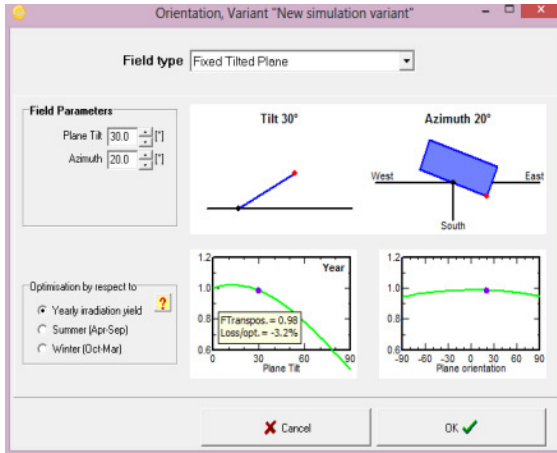 Orientation, Variant "New simulation variant"
Field type Fixed Tilted Plane
Field Parameters
Plane Tilt 30.0 [°]
Azimuth 20.0 [°]
Tilt 30°
Azimuth 20°
West East
South
Optimisation by respect to
Yearly irradiation yield ?
Summer (Apr-Sep)
Winter (Oct-Mar)
1.2
Year
1.0
0.8
FTranspos. = 0.98
Loss/opt. = -3.2%
0.6
0 30 60 90
Plane Tilt
1.2
1.0
0.8
0.6
-90 -60 -30 0 30 60 90
Plane orientation
Cancel
OK